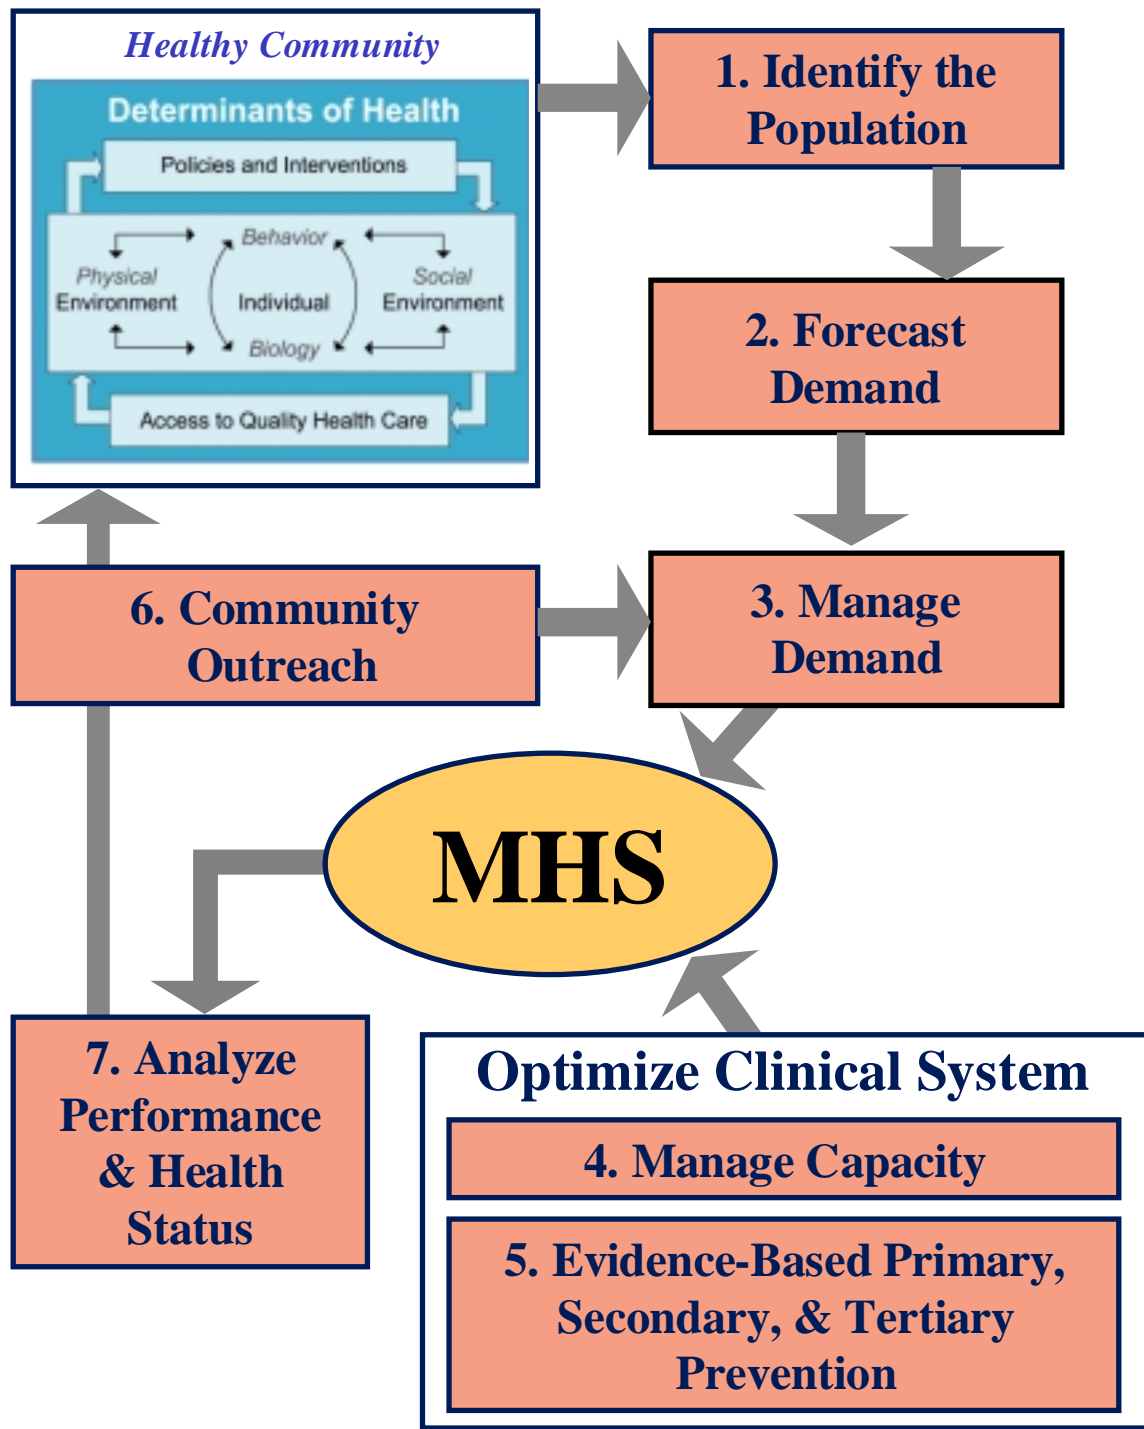 Healthy Community
Determinants of Health
Policies and Interventions
Behavior
Physical
Environment
Individual
Social
Environment
Biology
Access to Quality Health Care
1. Identify the
Population
2. Forecast
Demand
3. Manage
Demand
6. Community
Outreach
MHS
7. Analyze
Performance
& Health
Status
Optimize Clinical System
4. Manage Capacity
5. Evidence-Based Primary,
Secondary, & Tertiary
Prevention